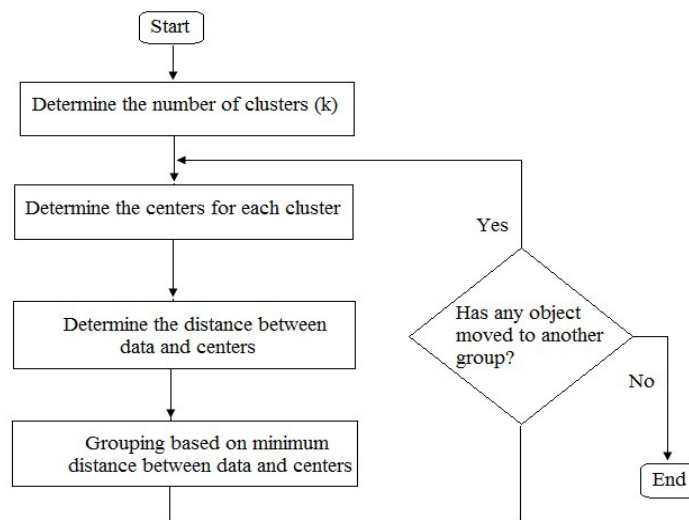 Start
Determine the number of clusters (k)
Determine the centers for each cluster
Determine the distance between
data and centers
Grouping based on minimum
distance between data and centers
Yes
Has any object
moved to another
group?
No
End